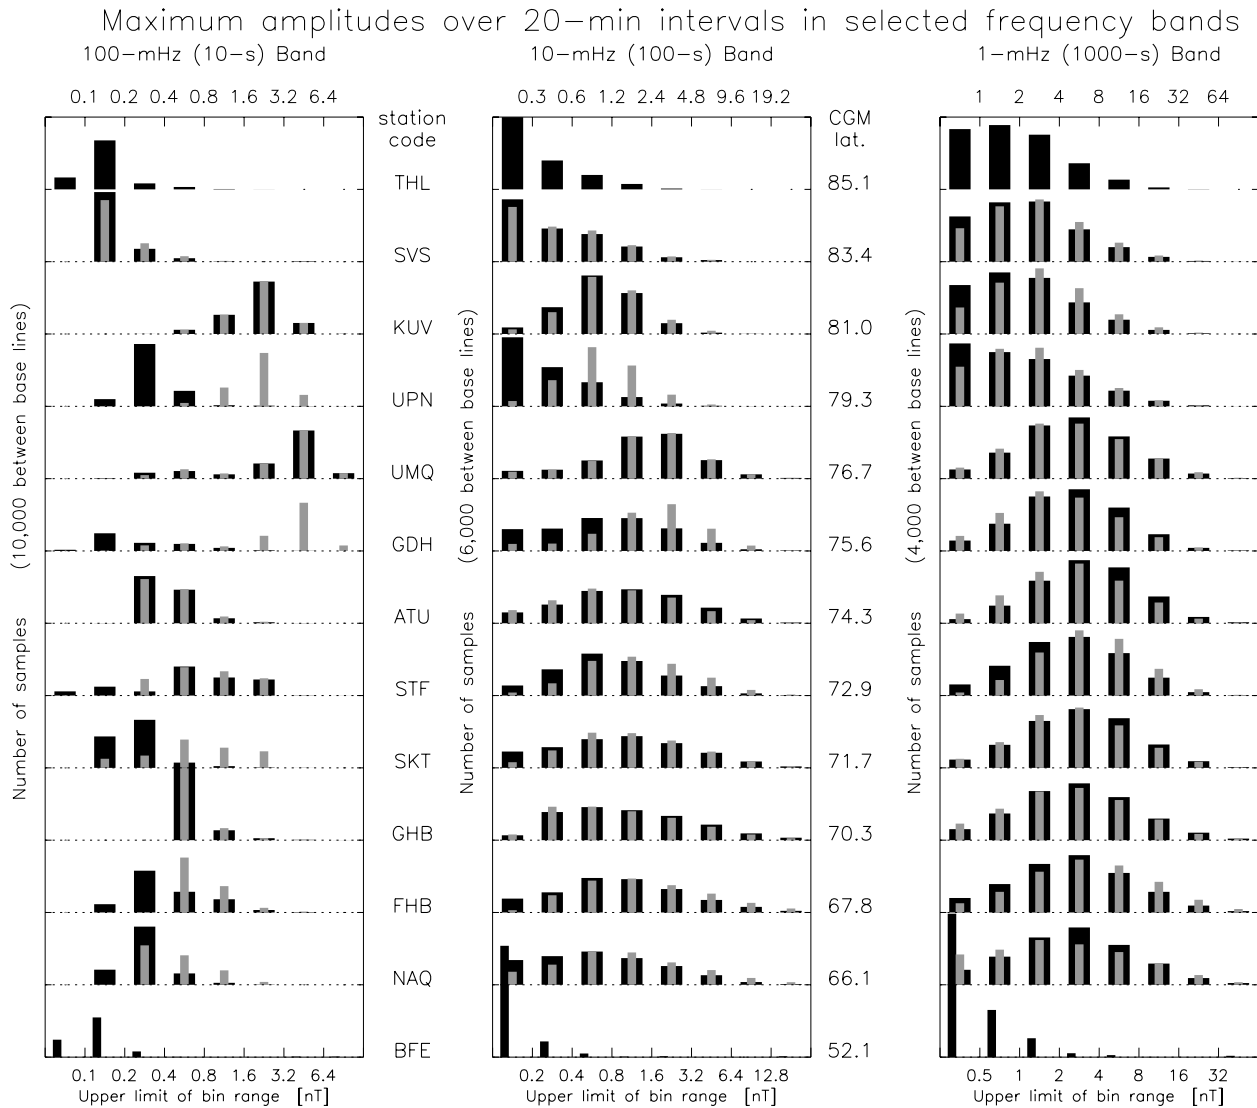 Maximum amplitudes over 20-min intervals in selected frequency bands
100-mHz (10-s) Band 10-mHz (100-s) Band 1-mHz (1000-s) Band
0.1 0.2 0.4 0.8 1.6 3.2 6.4 0.3 0.6 1.2 2.4 4.8 9.6 19.2 1 2 4 8 16 32 64
station code
CGM lat.
THL 85.1
SVS 83.4
KUV 81.0
UPN 79.3
UMQ 76.7
GDH 75.6
ATU 74.3
STF 72.9
SKT 71.7
GHB 70.3
FHB 67.8
NAQ 66.1
BFE 52.1
Number of samples (10,000 between base lines)
Number of samples (6,000 between base lines)
Number of samples (4,000 between base lines)
0.1 0.2 0.4 0.8 1.6 3.2 6.4 0.2 0.4 0.8 1.6 3.2 6.4 12.8 0.5 1 2 4 8 16 32
Upper limit of bin range [nT] Upper limit of bin range [nT] Upper limit of bin range [nT]